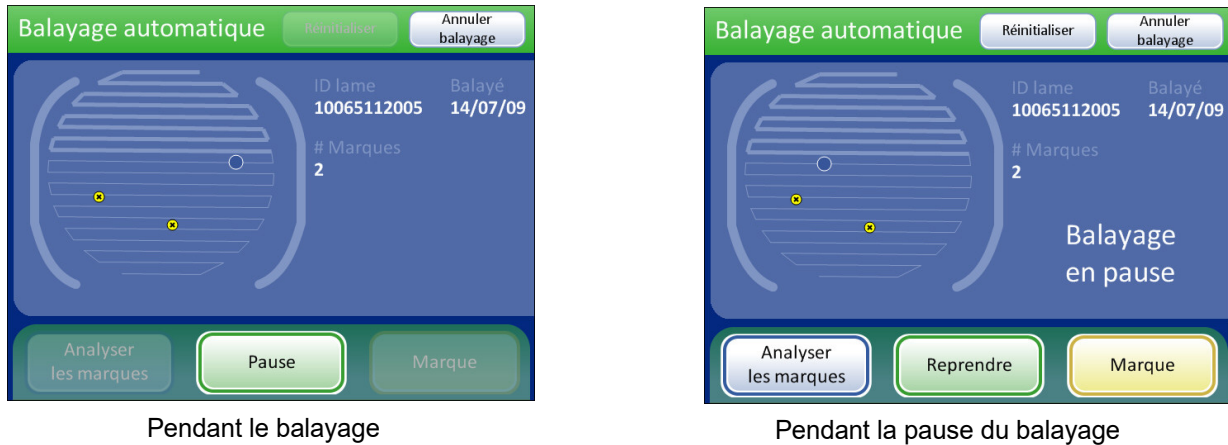 Balayage automatique
Réinitialiser
Annuler
balayage
ID lame
Balayé
10065112005
14/07/09
# Marques
2
Analyser
les marques
Pause
Marque
Pendant le balayage
Balayage automatique
Réinitialiser
Annuler
balayage
ID lame
Balayé
10065112005
14/07/09
# Marques
2
Balayage
en pause
Analyser
les marques
Reprendre
Marque
Pendant la pause du balayage